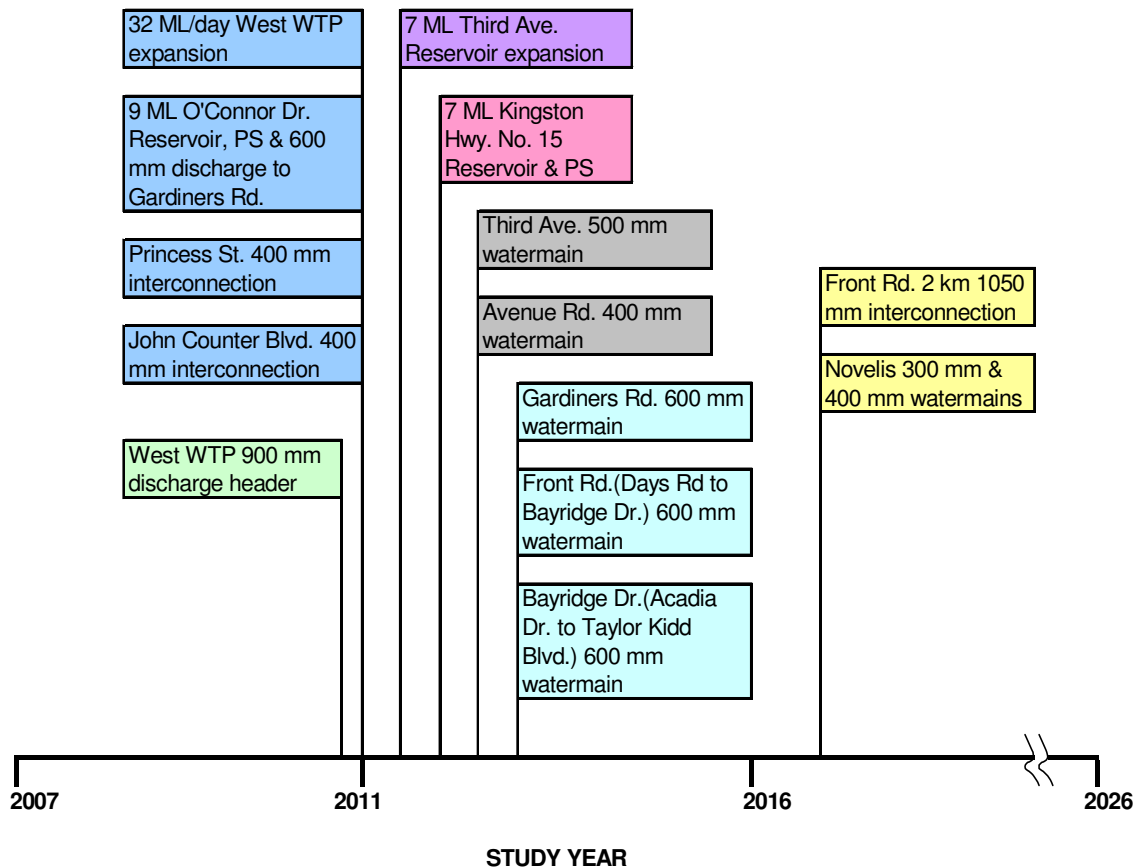 32 ML/day West WTP
expansion
7 ML Third Ave.
Reservoir expansion
9 ML O'Connor Dr.
Reservoir, PS & 600
mm discharge to
Gardiners Rd.
7 ML Kingston
Hwy. No. 15
Reservoir & PS
Princess St. 400 mm
interconnection
Third Ave. 500 mm
watermain
John Counter Blvd. 400
mm interconnection
Avenue Rd. 400 mm
watermain
Front Rd. 2 km 1050
mm interconnection
Novelis 300 mm &
400 mm watermains
West WTP 900 mm
discharge header
Gardiners Rd. 600 mm
watermain
Front Rd.(Days Rd to
Bayridge Dr.) 600 mm
watermain
Bayridge Dr.(Acadia
Dr. to Taylor Kidd
Blvd.) 600 mm
watermain
2007
2011
2016
2026
STUDY YEAR